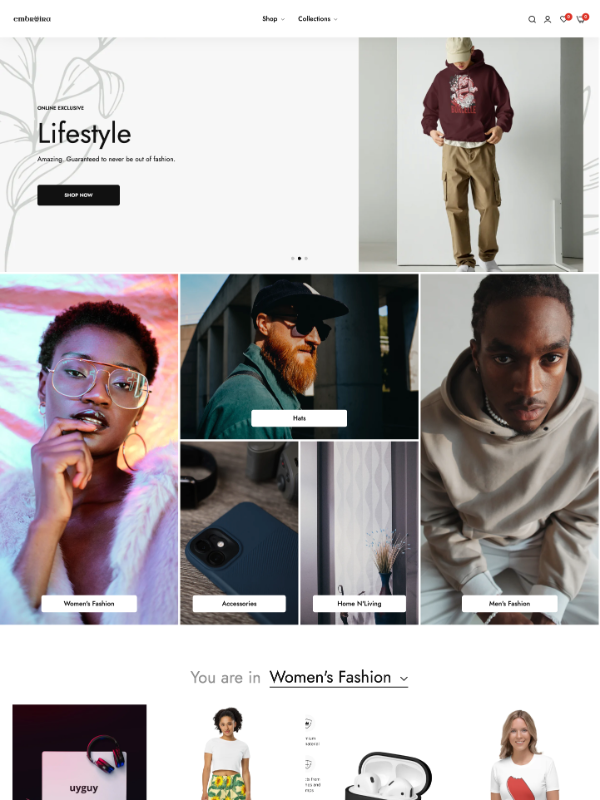 embroira
Shop
Collections
0
0
ONLINE EXCLUSIVE
Lifestyle
Amazing. Guaranteed to never be out of fashion.
SHOP NOW
Hats
Women's Fashion
Accessories
Home N'Living
Men's Fashion
You are in Women's Fashion
uyguy